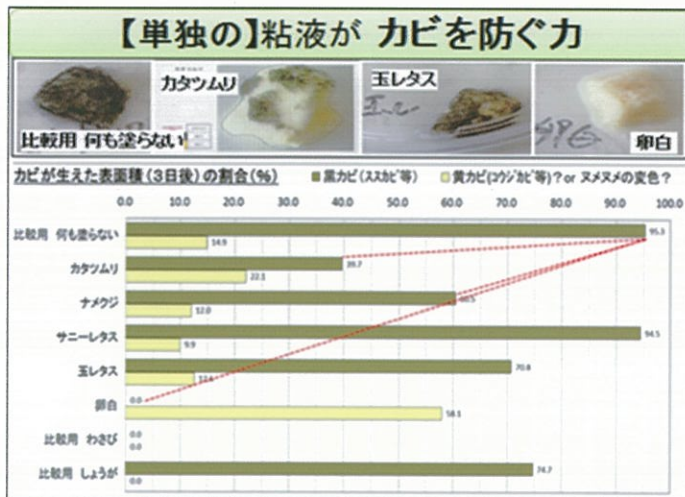 【単独の】粘液が カビを防ぐ力
比較用 何も塗らない
カタツムリ
玉レタス
卵白
カビが生えた表面積(3日後)の割合(%)
■黒カビ(ススカビ等)
黄カビ(コウジカビ等)?or ヌメヌメの変色?
0.0 10.0 20.0 30.0 40.0 50.0 60.0 70.0 80.0 90.0 100.0
比較用 何も塗らない
95.3
14.9
カタツムリ
39.7
22.1
ナメクジ
60.5
12.0
サニーレタス
94.5
9.9
玉レタス
70.8
卵白
0.0
58.1
比較用 わさび
0.0
0.0
比較用 しょうが
74.7
0.0